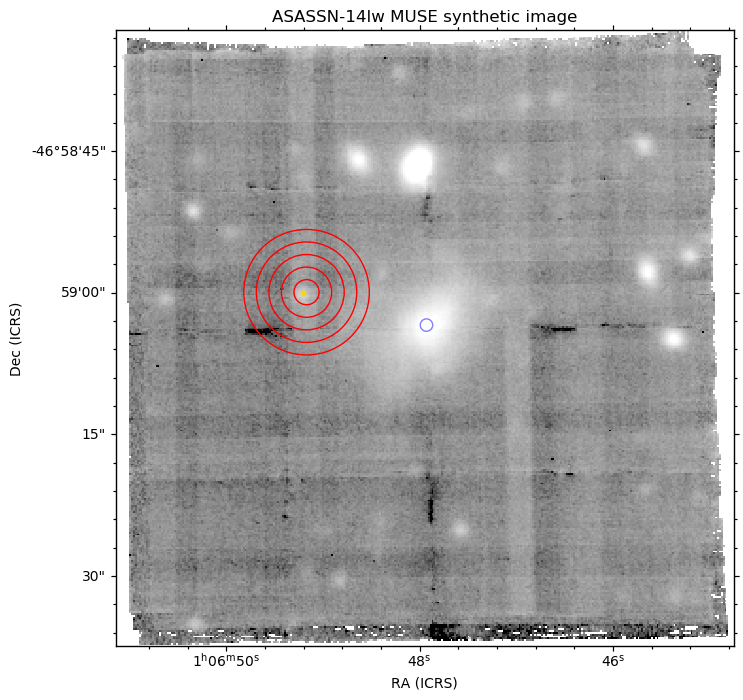 ASASSN-14lw MUSE synthetic image
-46°58'45"
59'00"
15"
30"
Dec (ICRS)
1ʰ06ᵐ50ˢ
48ˢ
46ˢ
RA (ICRS)